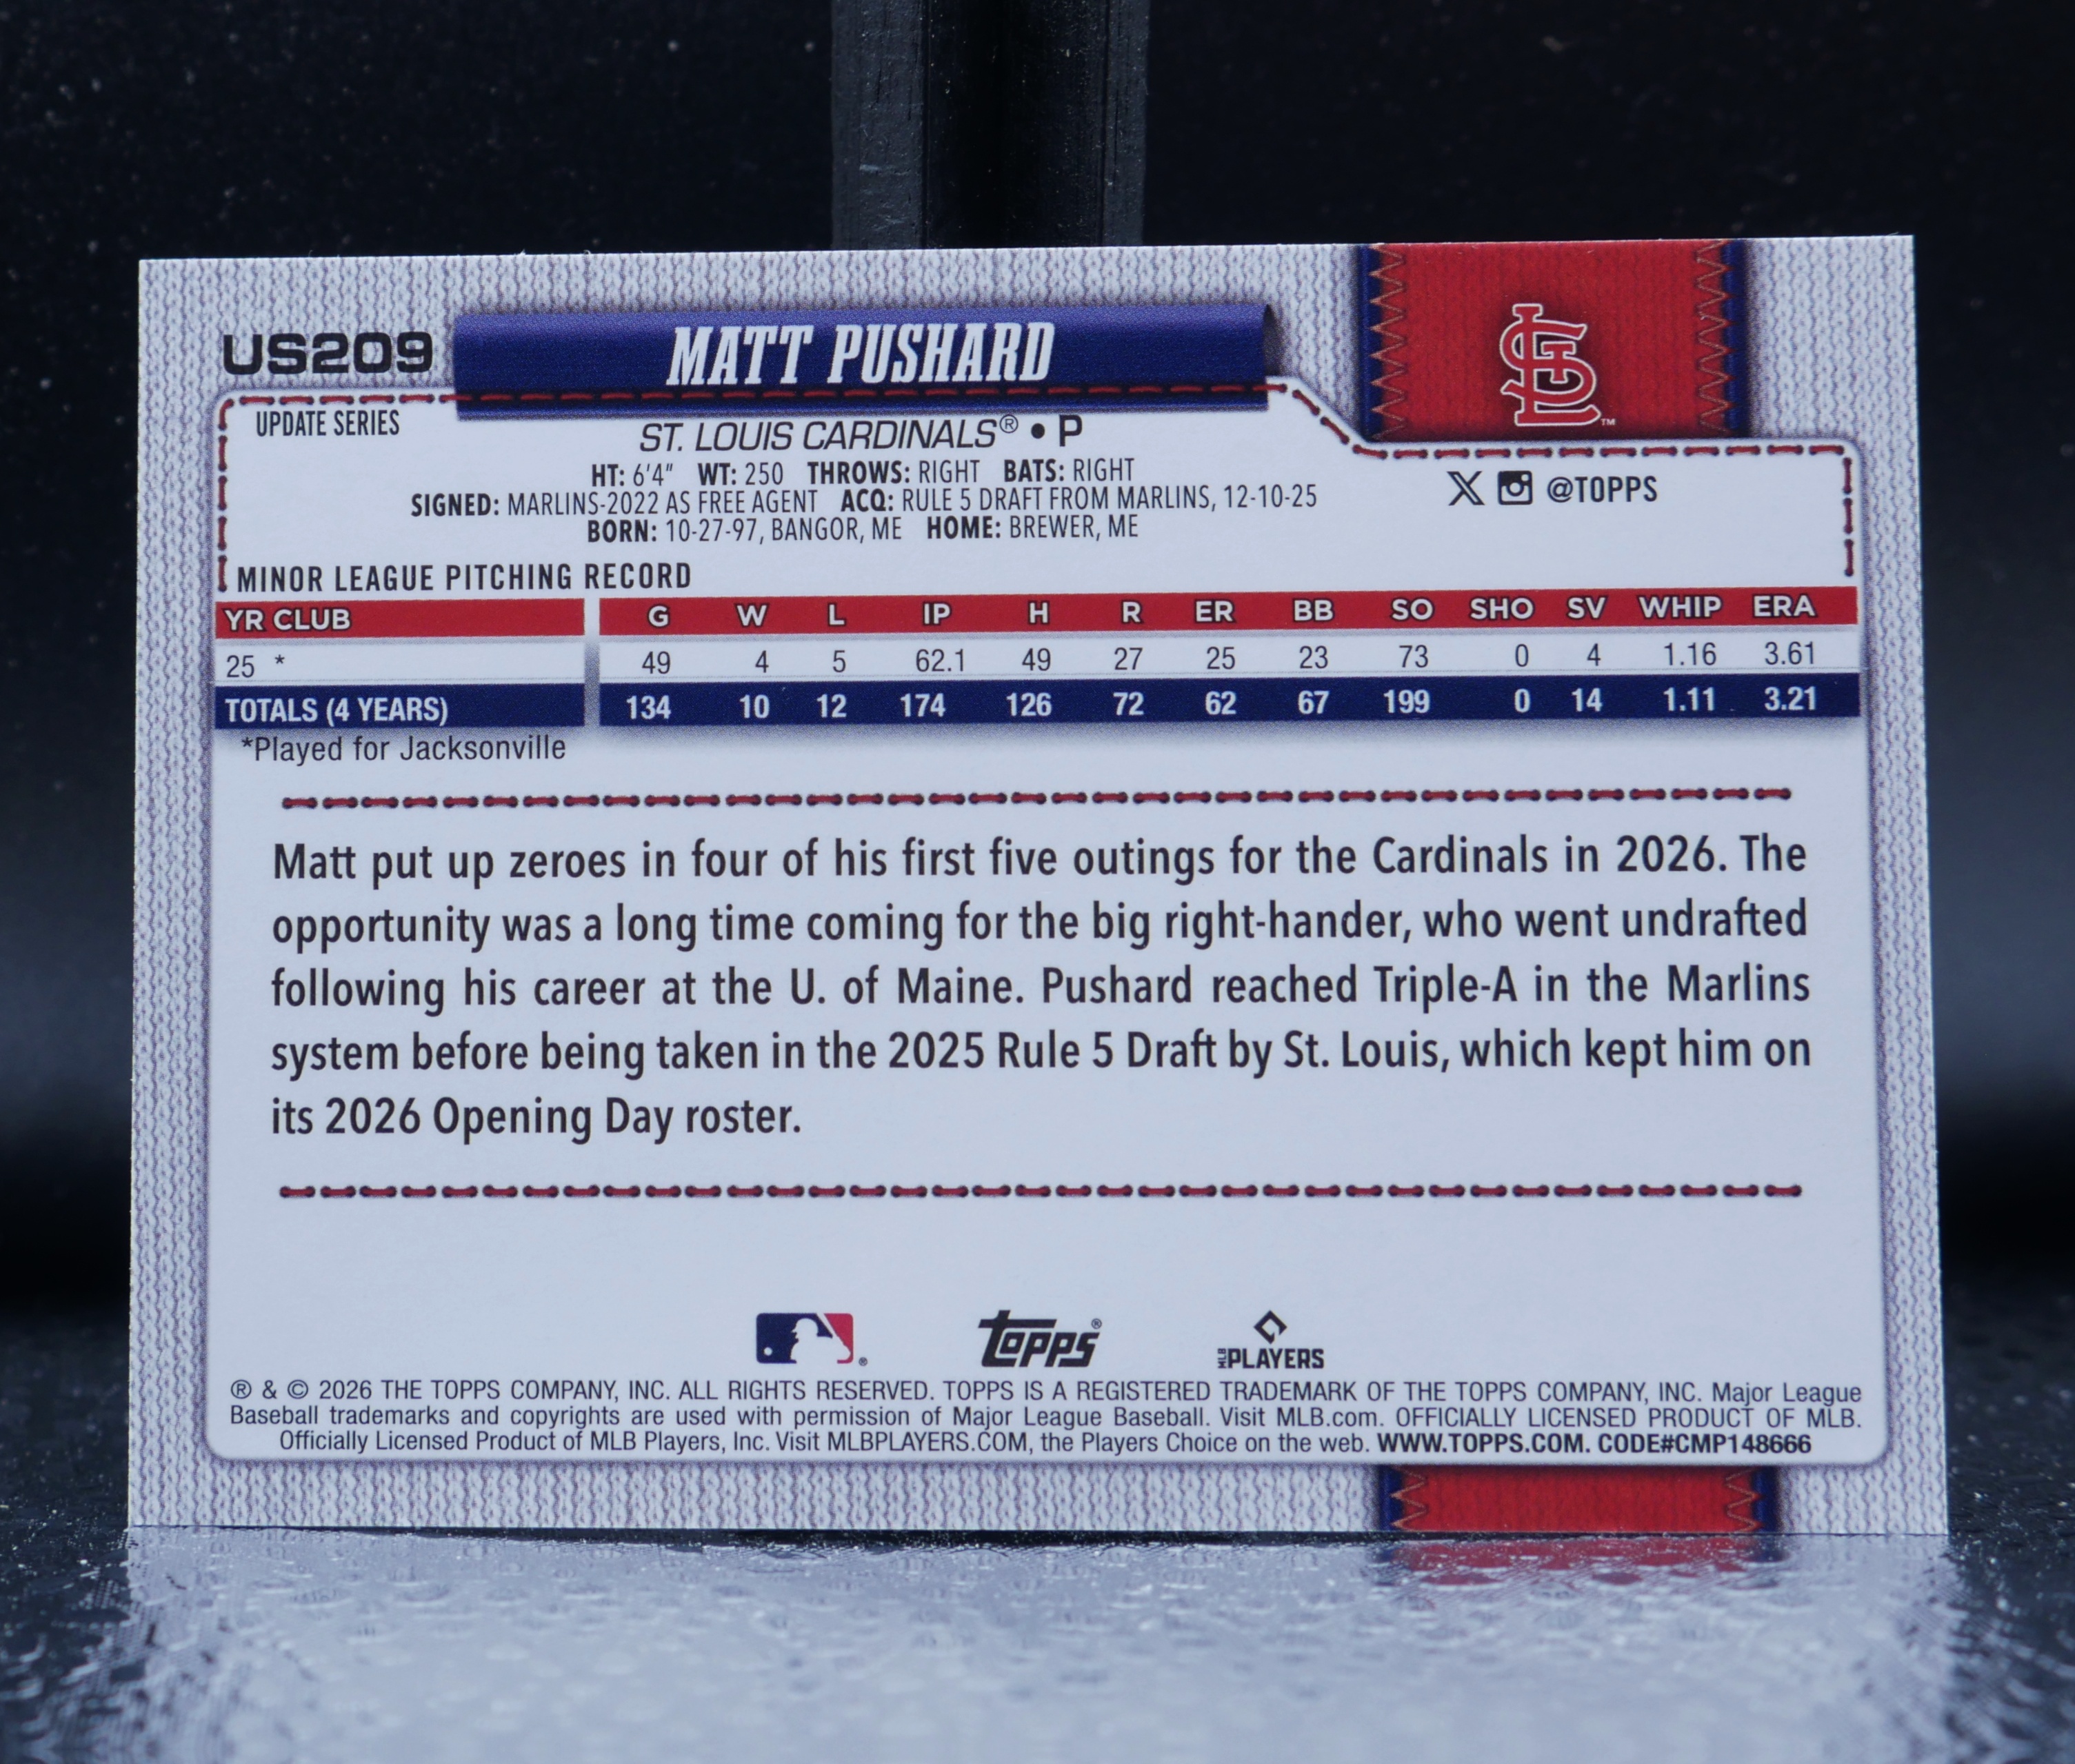 US209
MATT PUSHARD
UPDATE SERIES
ST. LOUIS CARDINALS® • P
HT: 6'4" WT: 250 THROWS: RIGHT BATS: RIGHT
SIGNED: MARLINS-2022 AS FREE AGENT ACQ: RULE 5 DRAFT FROM MARLINS, 12-10-25
BORN: 10-27-97, BANGOR, ME HOME: BREWER, ME
STL™
X @TOPPS
MINOR LEAGUE PITCHING RECORD
YR CLUB G W L IP H R ER BB SO SHO SV WHIP ERA
25 * 49 4 5 62.1 49 27 25 23 73 0 4 1.16 3.61
TOTALS (4 YEARS) 134 10 12 174 126 72 62 67 199 0 14 1.11 3.21
*Played for Jacksonville
Matt put up zeroes in four of his first five outings for the Cardinals in 2026. The
opportunity was a long time coming for the big right-hander, who went undrafted
following his career at the U. of Maine. Pushard reached Triple-A in the Marlins
system before being taken in the 2025 Rule 5 Draft by St. Louis, which kept him on
its 2026 Opening Day roster.
®
topps®
MLB PLAYERS
® & © 2026 THE TOPPS COMPANY, INC. ALL RIGHTS RESERVED. TOPPS IS A REGISTERED TRADEMARK OF THE TOPPS COMPANY, INC. Major League
Baseball trademarks and copyrights are used with permission of Major League Baseball. Visit MLB.com. OFFICIALLY LICENSED PRODUCT OF MLB.
Officially Licensed Product of MLB Players, Inc. Visit MLBPLAYERS.COM, the Players Choice on the web. WWW.TOPPS.COM. CODE#CMP148666